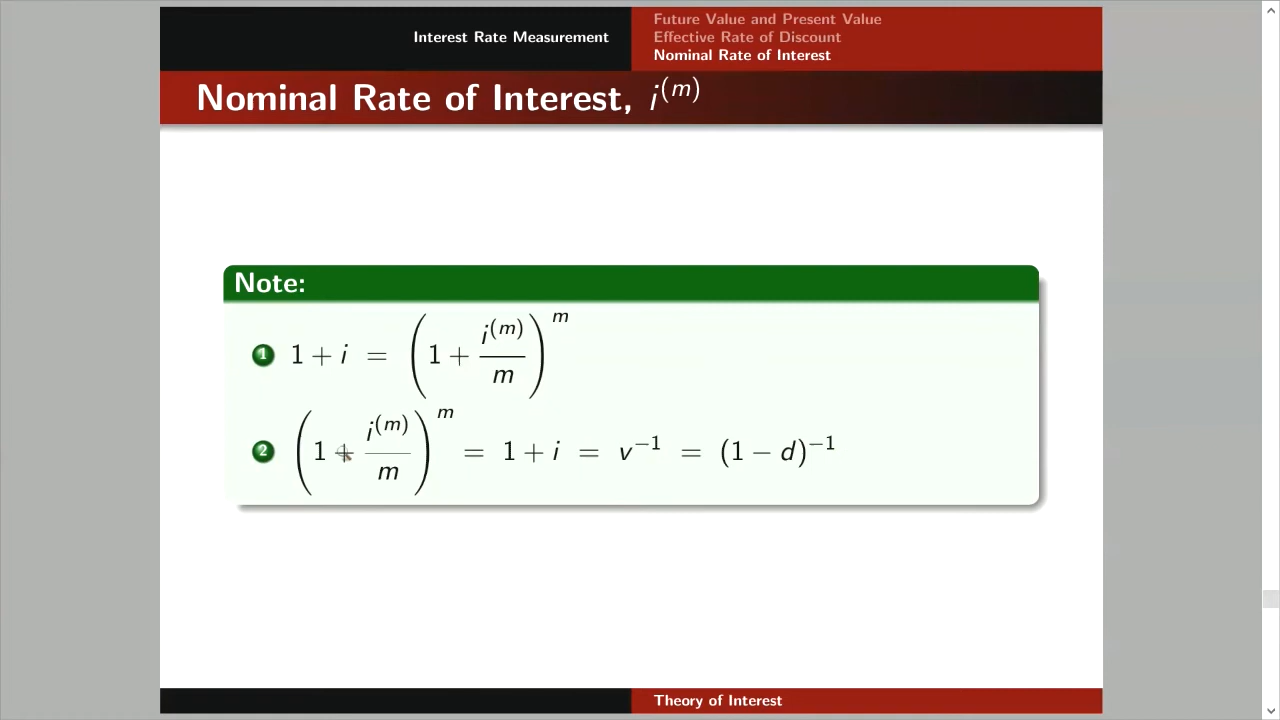 Interest Rate Measurement
Future Value and Present Value
Effective Rate of Discount
Nominal Rate of Interest
Nominal Rate of Interest, i^(m)
Note:
1 1 + i = (1 + i^(m)/m)^m
2 (1 + i^(m)/m)^m = 1 + i = v^−1 = (1 − d)^−1
Theory of Interest